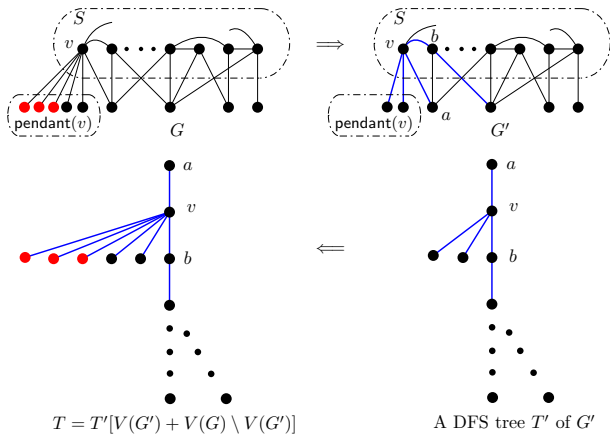 S
v
⟹
S
v
b
pendant(v)
G
pendant(v)
a
G′
a
v
b
⟸
a
v
b
T = T′[V(G′) + V(G) \ V(G′)]
A DFS tree T′ of G′